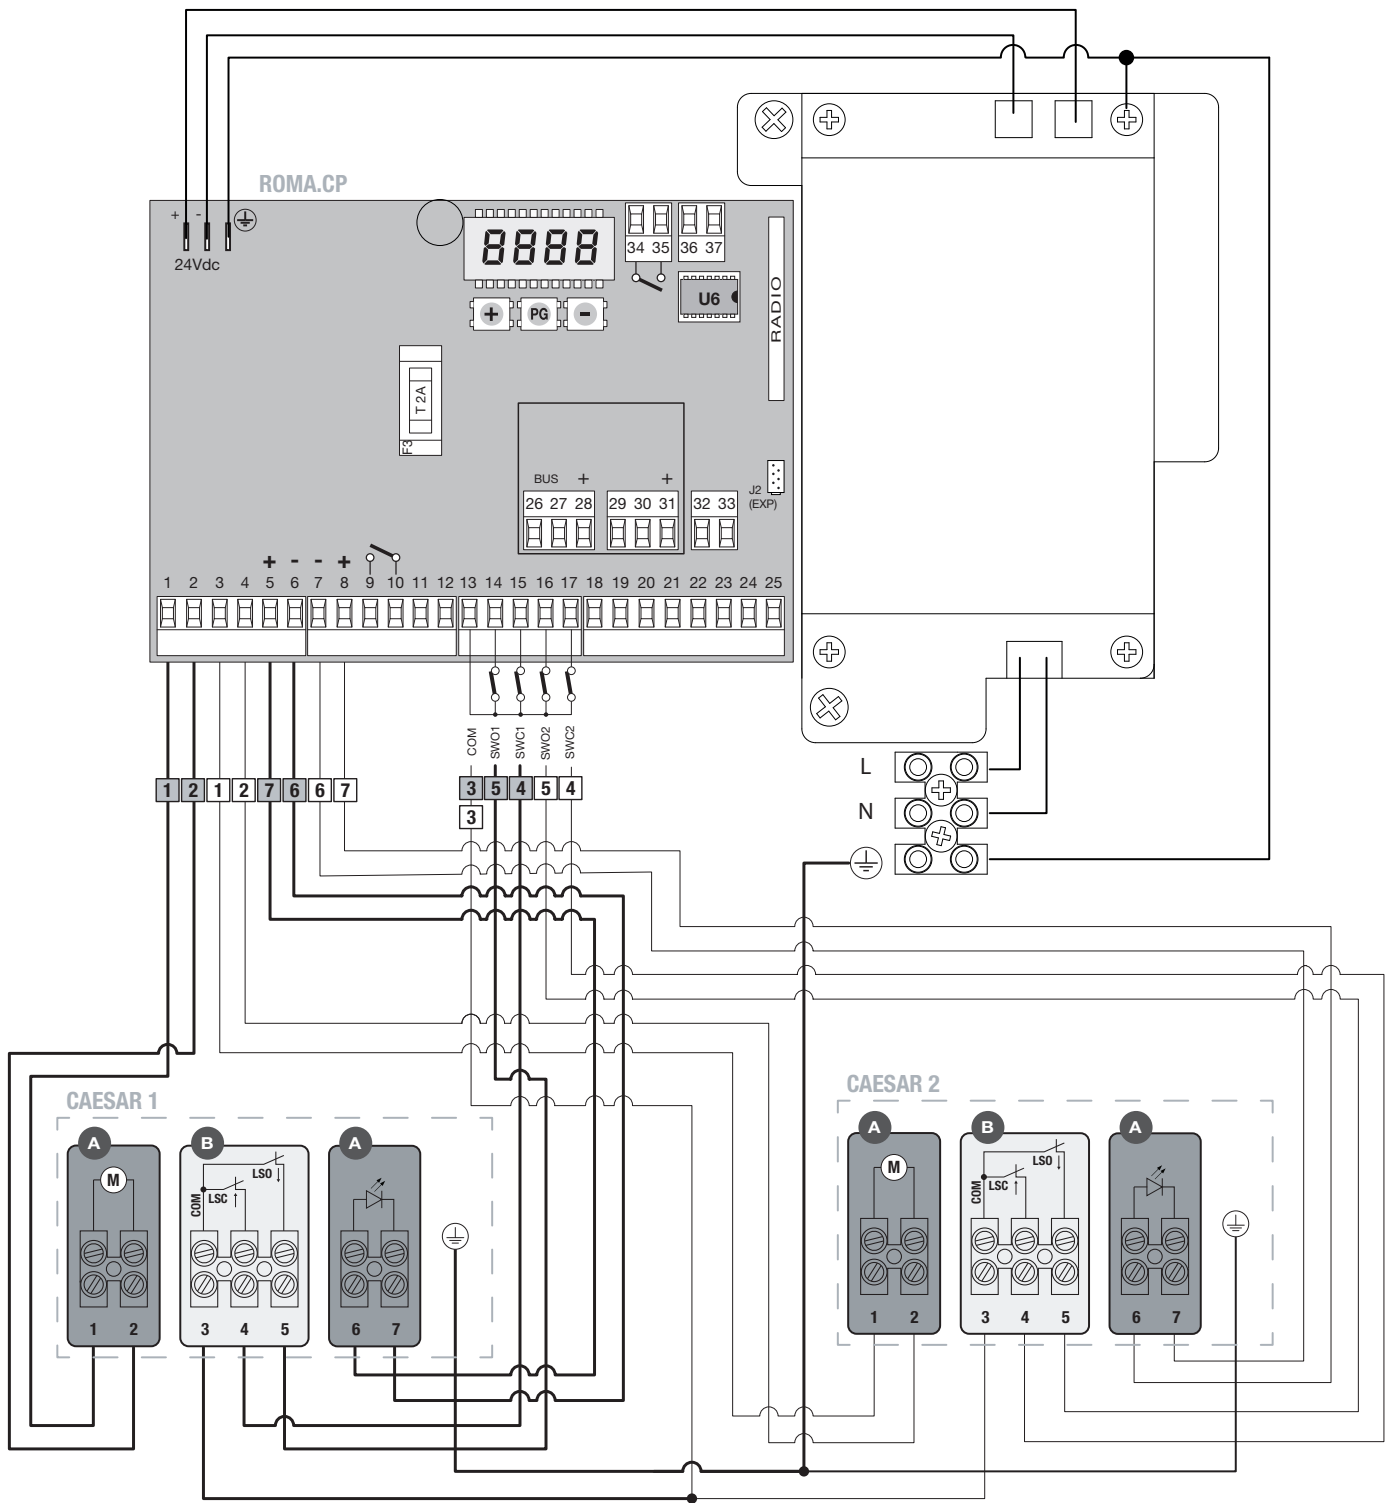 ROMA.CP
+ -
24Vdc
8888
34 35 36 37
+ PG -
U6
RADIO
T2A
F3
BUS + +
26 27 28 29 30 31 32 33
J2
(EXP)
+ - - +
1 2 3 4 5 6 7 8 9 10 11 12 13 14 15 16 17 18 19 20 21 22 23 24 25
COM SWO1 SWC1 SWO2 SWC2
1 2 1 2 7 6 6 7 3 5 4 5 4
3
L
N
CAESAR 1
A B A
M
COM LSC LSO
1 2 3 4 5 6 7
CAESAR 2
A B A
M
COM LSC LSO
1 2 3 4 5 6 7